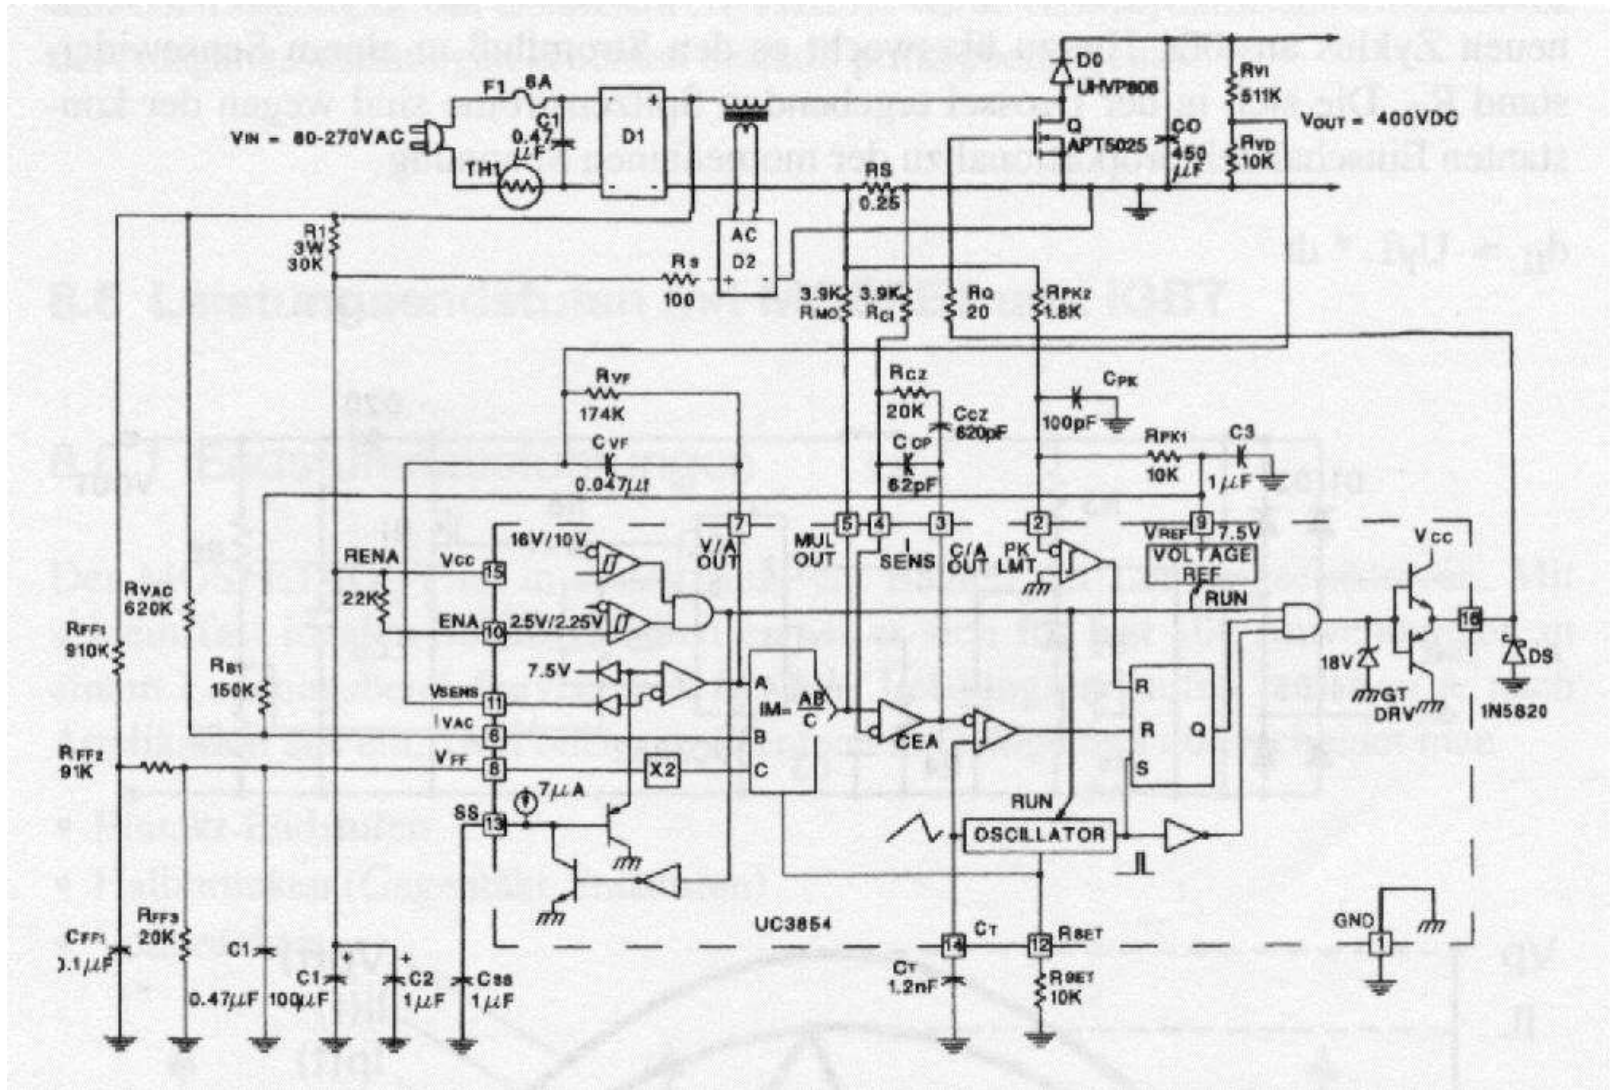 neuen Zyklus
F1 6A
VIN = 80-270VAC
C1
0.47
μF
TH1
D1
+
-
-
D0
UHVP806
Q
APT5025
CO
450
μF
RVI
511K
RVD
10K
VOUT = 400VDC
RS
0.25
R1
3W
30K
AC
D2
+ -
RS
100
3.9K
RMO
3.9K
RCI
RG
20
RPK2
1.8K
RVF
174K
CVF
0.047μf
RCZ
20K
CCZ
620pF
CCP
62pF
CPK
100pF
RPK1
10K
C3
1μF
7
5
4
3
2
9
16V/10V
V/A
OUT
MUL
OUT
I
SENS
C/A
OUT
PK
LMT
VREF
7.5V
VOLTAGE
REF
RUN
VCC
RENA
VCC
15
22K
ENA
10
2.5V/2.25V
RVAC
620K
RFF1
910K
RB1
150K
7.5V
VSENS
11
IVAC
6
RFF2
91K
VFF
8
X2
A
B
C
IM=
AB
C
CEA
R
R
S
Q
18V
GT
DRV
16
DS
1N5820
SS
13
7μA
RUN
OSCILLATOR
UC3854
CT
14
12
RSET
GND
1
CFF1
0.1μF
RFF3
20K
C1
0.47μF
C1
100μF
+
C2
1μF
+
CSS
1μF
CT
1.2nF
RSET
10K